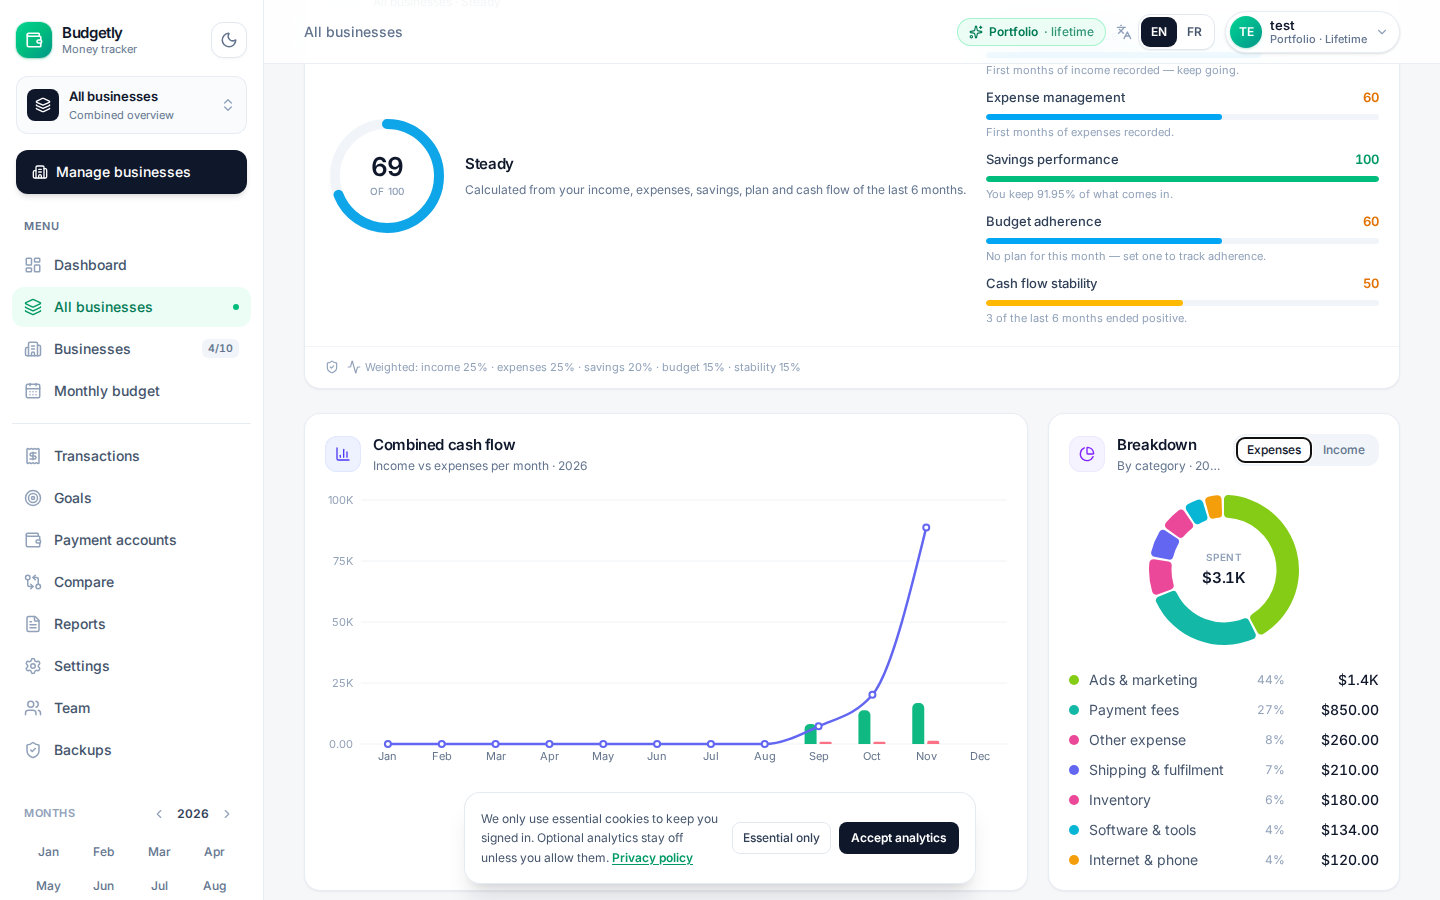 Budgetly
Money tracker
All businesses
Combined overview
Manage businesses
MENU
Dashboard
All businesses
Businesses
4/10
Monthly budget
Transactions
Goals
Payment accounts
Compare
Reports
Settings
Team
Backups
MONTHS
2026
Jan Feb Mar Apr
May Jun Jul Aug
All businesses · Steady
All businesses
Portfolio · lifetime
EN
FR
TE
test
Portfolio · Lifetime
69
OF 100
Steady
Calculated from your income, expenses, savings, plan and cash flow of the last 6 months.
First months of income recorded — keep going.
Expense management 60
First months of expenses recorded.
Savings performance 100
You keep 91.95% of what comes in.
Budget adherence 60
No plan for this month — set one to track adherence.
Cash flow stability 50
3 of the last 6 months ended positive.
Weighted: income 25% · expenses 25% · savings 20% · budget 15% · stability 15%
Combined cash flow
Income vs expenses per month · 2026
100K
75K
50K
25K
0.00
Jan Feb Mar Apr May Jun Jul Aug Sep Oct Nov Dec
Breakdown
By category · 20...
Expenses
Income
SPENT
$3.1K
Ads & marketing 44% $1.4K
Payment fees 27% $850.00
Other expense 8% $260.00
Shipping & fulfilment 7% $210.00
Inventory 6% $180.00
Software & tools 4% $134.00
Internet & phone 4% $120.00
We only use essential cookies to keep you
signed in. Optional analytics stay off
unless you allow them. Privacy policy
Essential only
Accept analytics